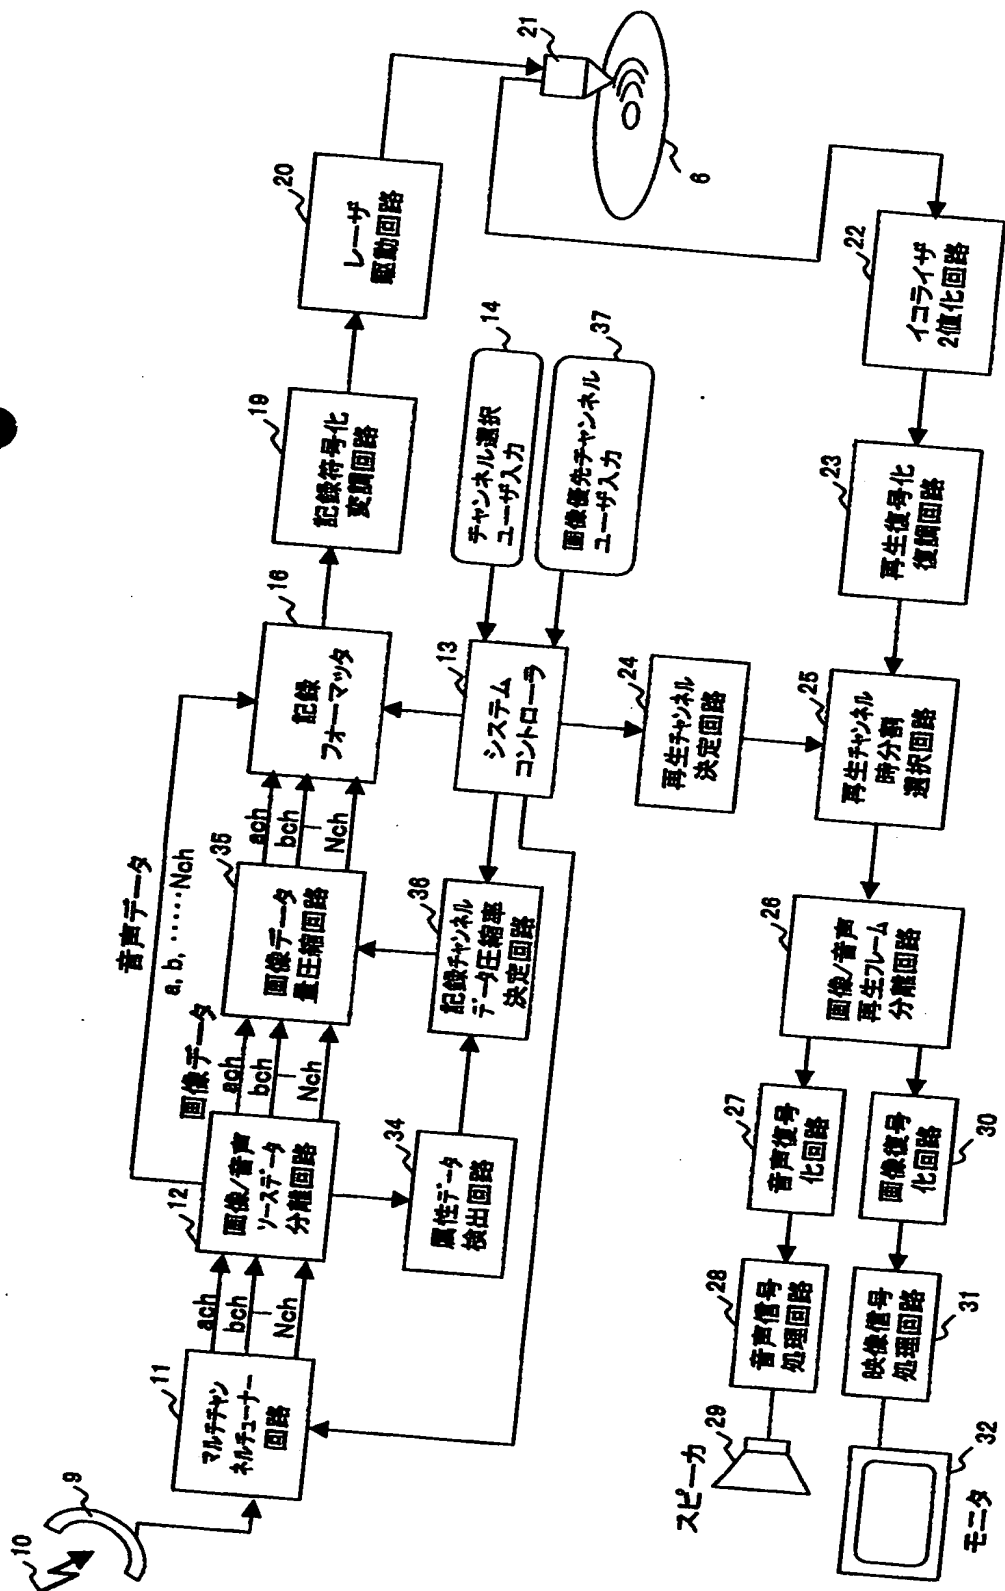 10
9
11
マルチチャン
ネルチューナー
回路
ach
bch
Nch
12
画像/音声
ソースデータ
分離回路
音声データ
a, b, ・・・・・Nch
画像データ
ach
bch
Nch
34
属性データ
検出回路
35
画像データ
量圧縮回路
ach
bch
Nch
36
記録チャンネル
データ圧縮率
決定回路
16
記録
フォーマッタ
13
システム
コントローラ
19
記録符号化
変調回路
14
チャンネル選択
ユーザ入力
37
画像優先チャンネル
ユーザ入力
20
レーザ
駆動回路
21
6
22
イコライザ
2値化回路
23
再生復号化
復調回路
24
再生チャンネル
決定回路
25
再生チャンネル
時分割
選択回路
26
画像/音声
再生フレーム
分離回路
27
音声復号
化回路
30
画像復号
化回路
28
音声信号
処理回路
31
映像信号
処理回路
29
スピーカ
32
モニタ